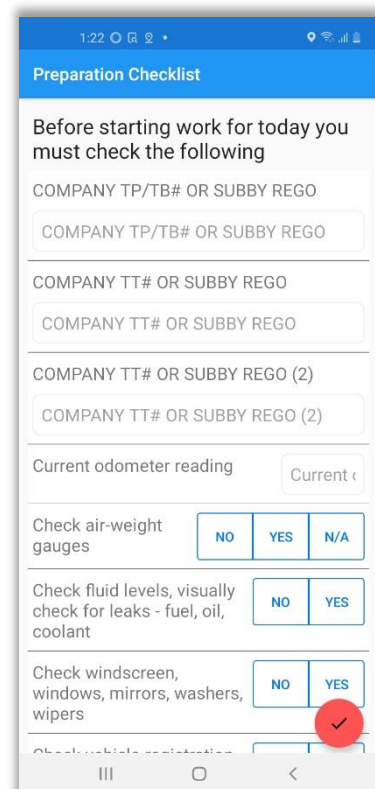 1:22
Preparation Checklist
Before starting work for today you
must check the following
COMPANY TP/TB# OR SUBBY REGO
COMPANY TP/TB# OR SUBBY REGO
COMPANY TT# OR SUBBY REGO
COMPANY TT# OR SUBBY REGO
COMPANY TT# OR SUBBY REGO (2)
COMPANY TT# OR SUBBY REGO (2)
Current odometer reading
Current
Check air-weight
gauges
NO YES N/A
Check fluid levels, visually
check for leaks - fuel, oil,
coolant
NO YES
Check windscreen,
windows, mirrors, washers,
wipers
NO YES
Check vehicle registration